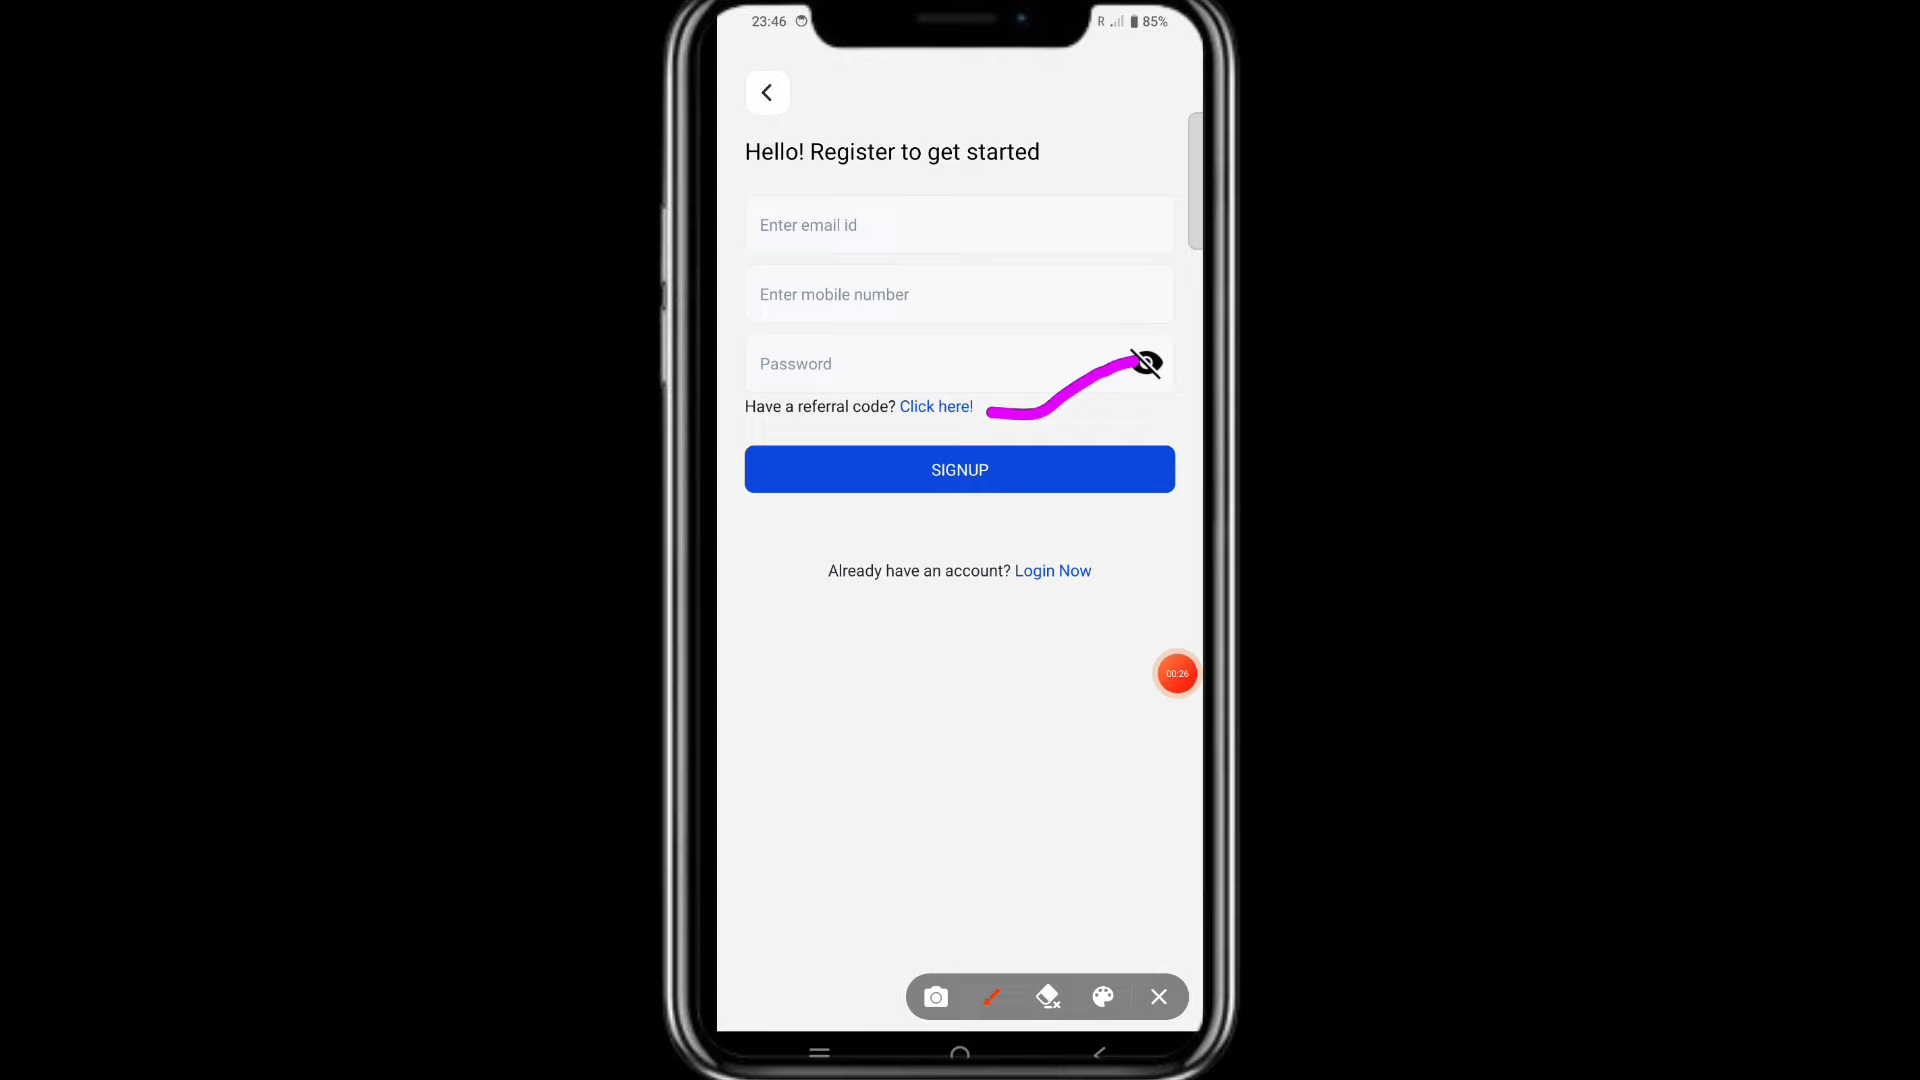 23:46
R 85%
Hello! Register to get started
Enter email id
Enter mobile number
Password
Have a referral code? Click here!
SIGNUP
Already have an account? Login Now
00:26